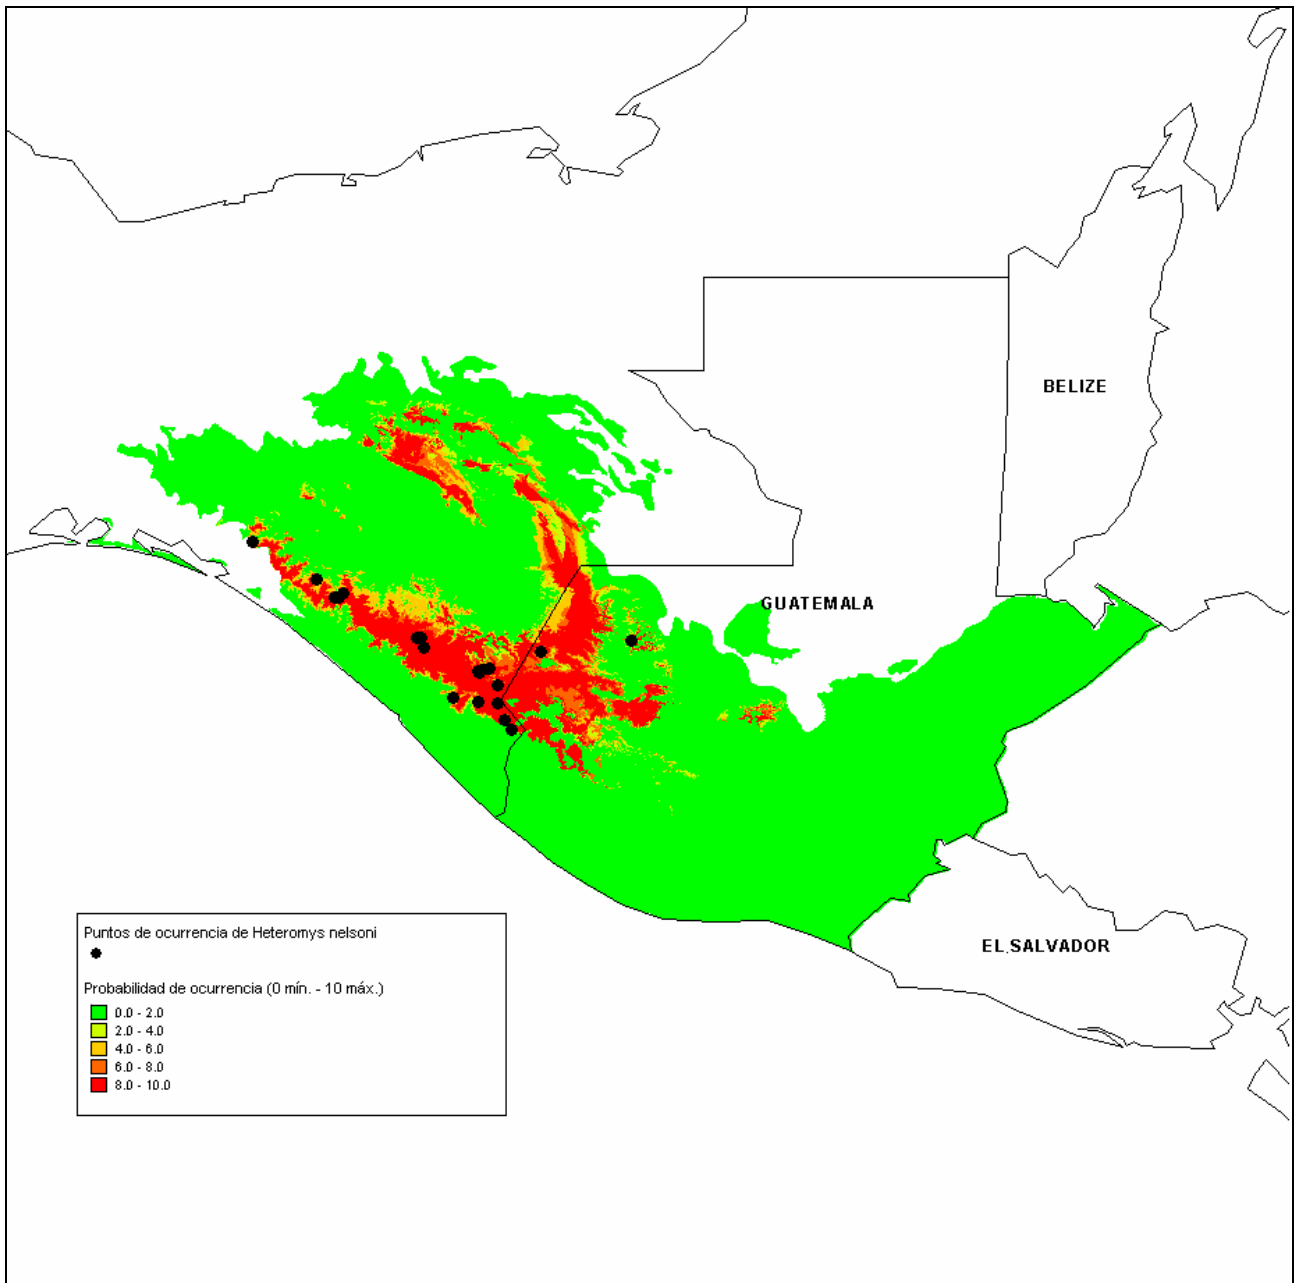 BELIZE
GUATEMALA
EL.SALVADOR
Puntos de ocurrencia de Heteromys nelsoni
Probabilidad de ocurrencia (0 mín. - 10 máx.)
0.0 - 2.0
2.0 - 4.0
4.0 - 6.0
6.0 - 8.0
8.0 - 10.0